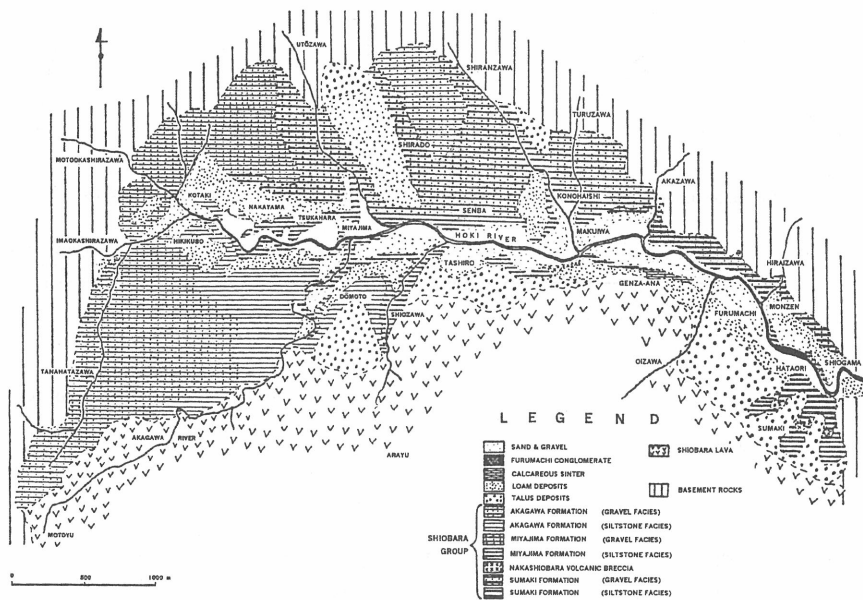 UTŌZAWA
SHIRANZAWA
TURUZAWA
MOTOOKASHIRAZAWA
SHIRADO
AKAZAWA
KOTAKI
NAKAYAMA
KONOHAISHI
TSUKAHARA
SENBA
MIYAJIMA
MAKUIWA
IMAOKASHIRAZAWA
HIKIKUBO
HOKI RIVER
HIRAIZAWA
TASHIRO
GENZA-ANA
MONZEN
DOMOTO
FURUMACHI
SHIOZAWA
OIZAWA
SHIOGAMA
TANAHATAZAWA
HATAORI
SUMAKI
AKAGAWA RIVER
ARAYU
MOTOYU
LEGEND
SAND & GRAVEL
FURUMACHI CONGLOMERATE
CALCAREOUS SINTER
LOAM DEPOSITS
TALUS DEPOSITS
SHIOBARA GROUP
AKAGAWA FORMATION (GRAVEL FACIES)
AKAGAWA FORMATION (SILTSTONE FACIES)
MIYAJIMA FORMATION (GRAVEL FACIES)
MIYAJIMA FORMATION (SILTSTONE FACIES)
NAKASHIOBARA VOLCANIC BRECCIA
SUMAKI FORMATION (GRAVEL FACIES)
SUMAKI FORMATION (SILTSTONE FACIES)
SHIOBARA LAVA
BASEMENT ROCKS
0 500 1000 m